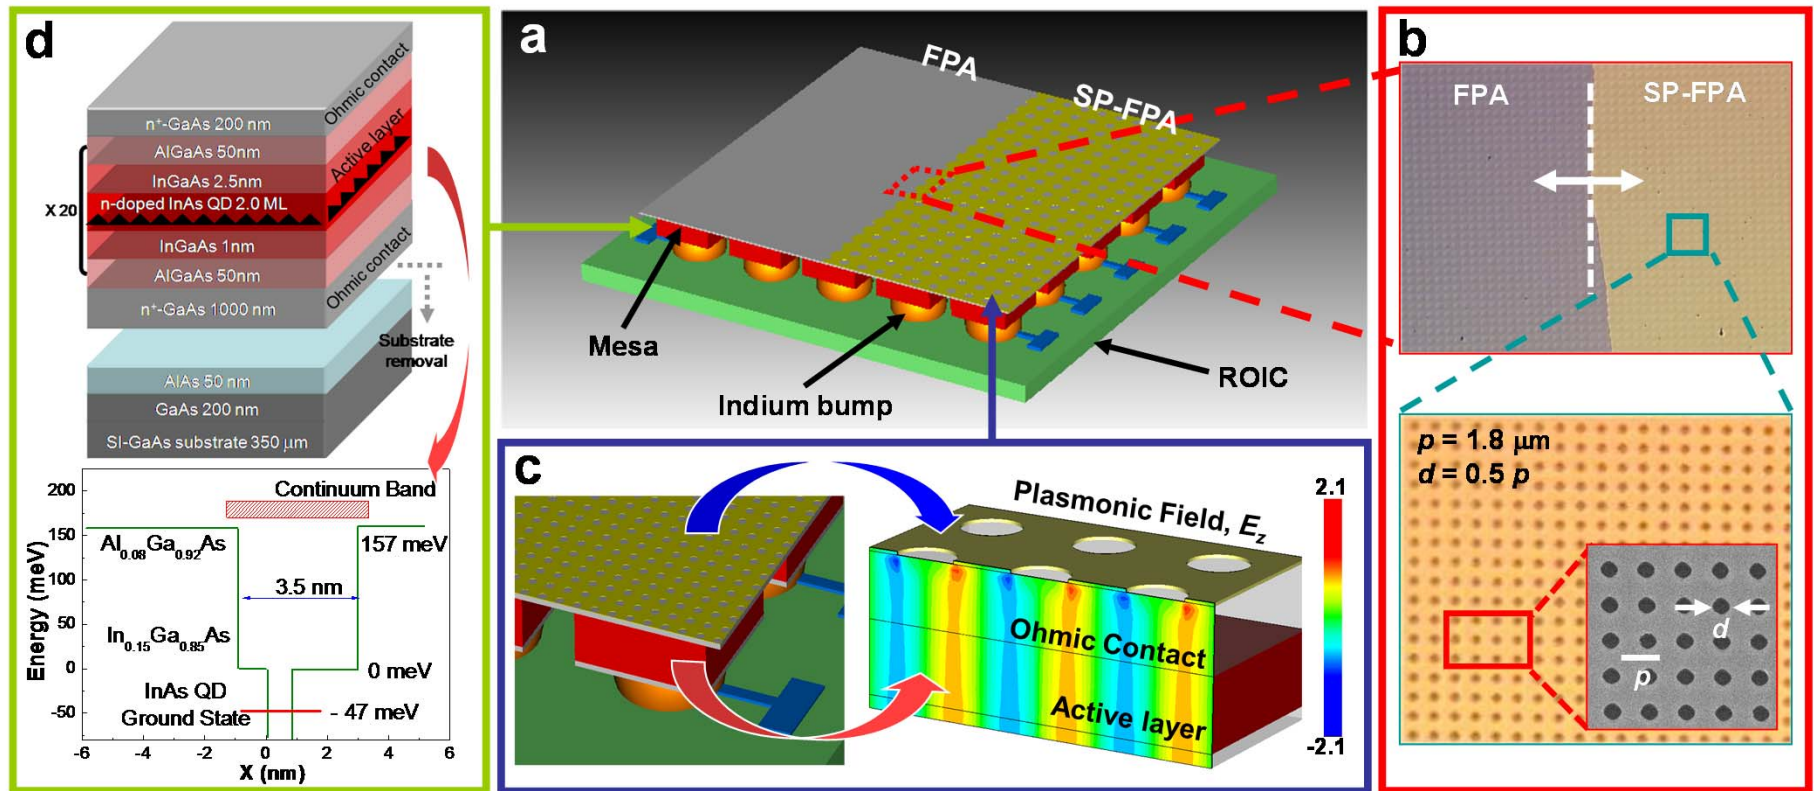 d
n⁺-GaAs 200 nm
Ohmic contact
AlGaAs 50nm
InGaAs 2.5nm
Active layer
n-doped InAs QD 2.0 ML
X 20
InGaAs 1nm
AlGaAs 50nm
Ohmic contact
n⁺-GaAs 1000 nm
Substrate
removal
AlAs 50 nm
GaAs 200 nm
SI-GaAs substrate 350 μm
Energy (meV)
200
150
100
50
0
-50
Continuum Band
Al₀.₀₈Ga₀.₉₂As
157 meV
3.5 nm
In₀.₁₅Ga₀.₈₅As
0 meV
InAs QD
Ground State
- 47 meV
-6
-4
-2
0
2
4
6
X (nm)
a
FPA
SP-FPA
Mesa
Indium bump
ROIC
c
Plasmonic Field, E_z
2.1
Ohmic Contact
Active layer
-2.1
b
FPA
SP-FPA
p = 1.8 μm
d = 0.5 p
d
p